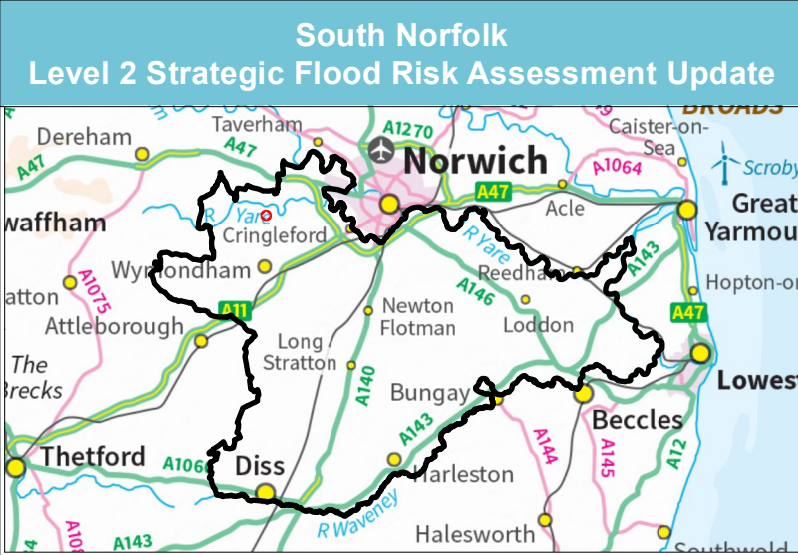 South Norfolk
Level 2 Strategic Flood Risk Assessment Update
BROADS
Taverham
A1270
Caister-on-
Sea
Dereham
A47
A47
Norwich
A1064
Scroby
A47
Acle
Great
Yarmou
waffham
R Yare
Cringleford
R Yare
A143
Wymondham
Reedham
Hopton-on
A1075
atton
A146
A11
A47
Attleborough
Newton
Flotman
Loddon
Long
Stratton
The
Brecks
A140
Lowest
Bungay
Beccles
A143
A144
A145
A12
Thetford
A1066
Diss
Harleston
R Waveney
A143
Halesworth
Southwold